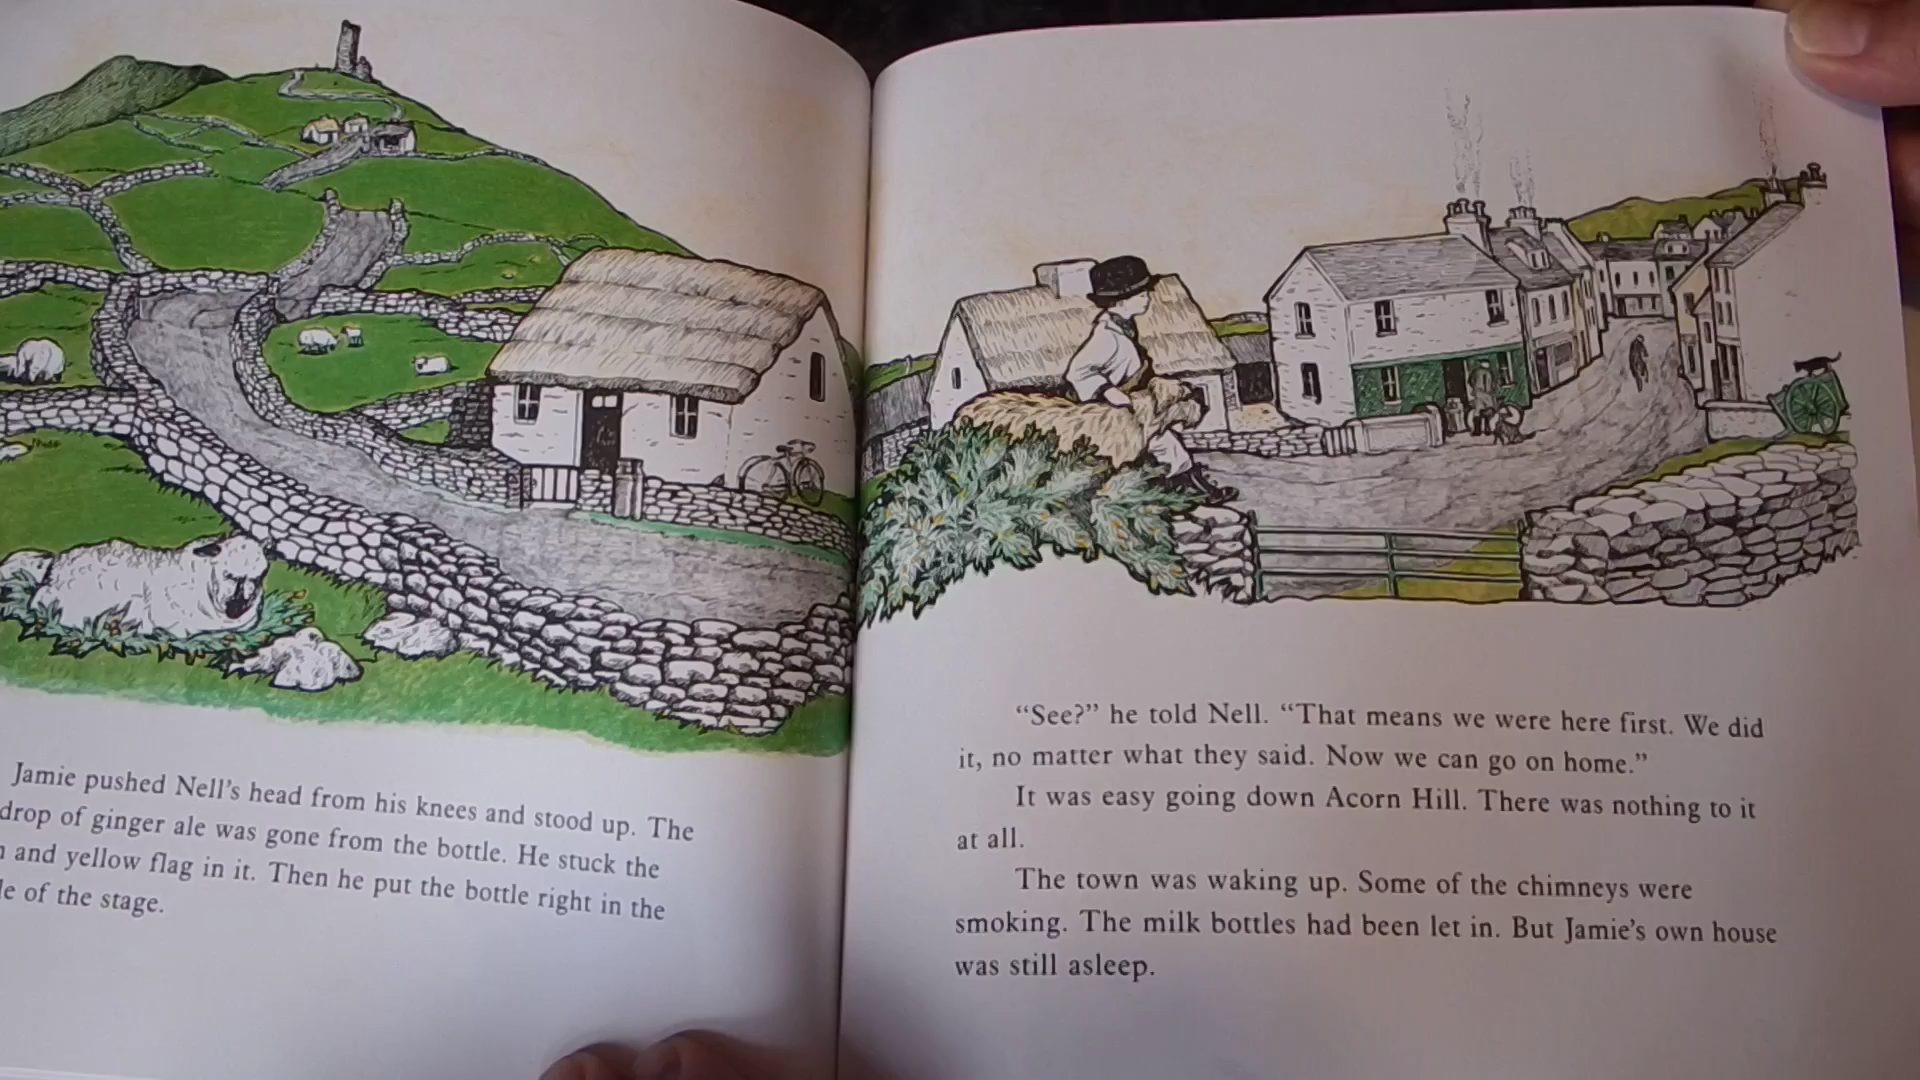 Jamie pushed Nell's head from his knees and stood up. The
drop of ginger ale was gone from the bottle. He stuck the
and yellow flag in it. Then he put the bottle right in the
of the stage.
“See?” he told Nell. “That means we were here first. We did
it, no matter what they said. Now we can go on home.”
It was easy going down Acorn Hill. There was nothing to it
at all.
The town was waking up. Some of the chimneys were
smoking. The milk bottles had been let in. But Jamie's own house
was still asleep.